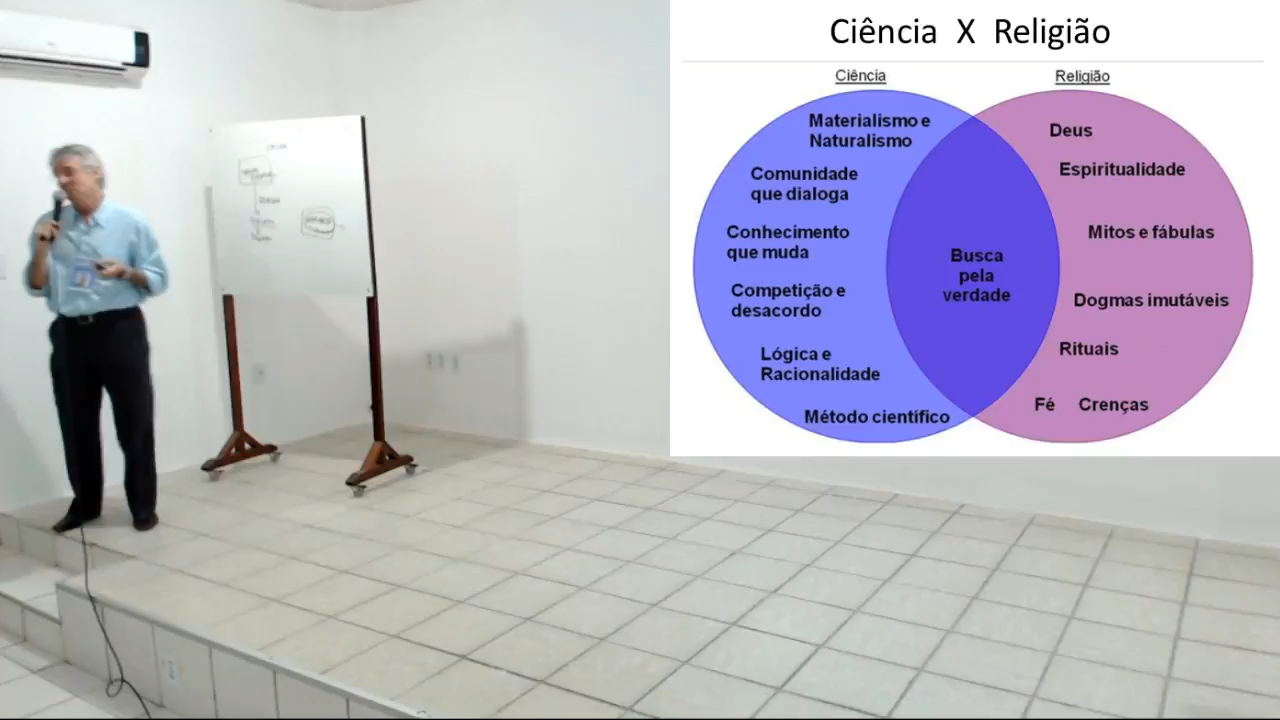 Ciência X Religião
Ciência
Religião
Materialismo e
Naturalismo
Comunidade
que dialoga
Conhecimento
que muda
Competição e
desacordo
Lógica e
Racionalidade
Método científico
Busca
pela
verdade
Deus
Espiritualidade
Mitos e fábulas
Dogmas imutáveis
Rituais
Fé Crenças